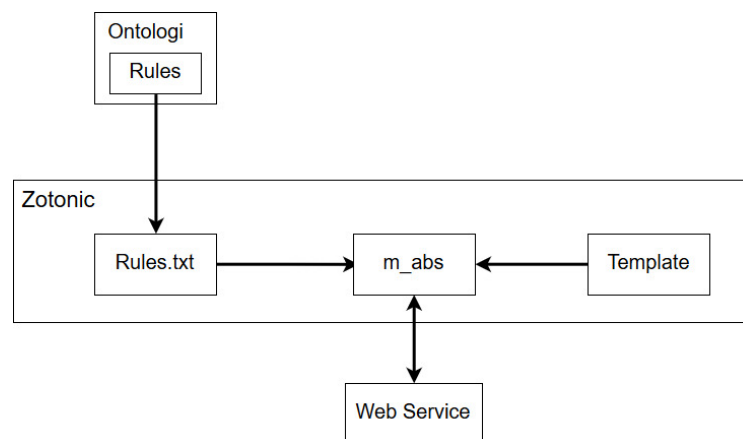 Ontologi
Rules
Zotonic
Rules.txt
m_abs
Template
Web Service